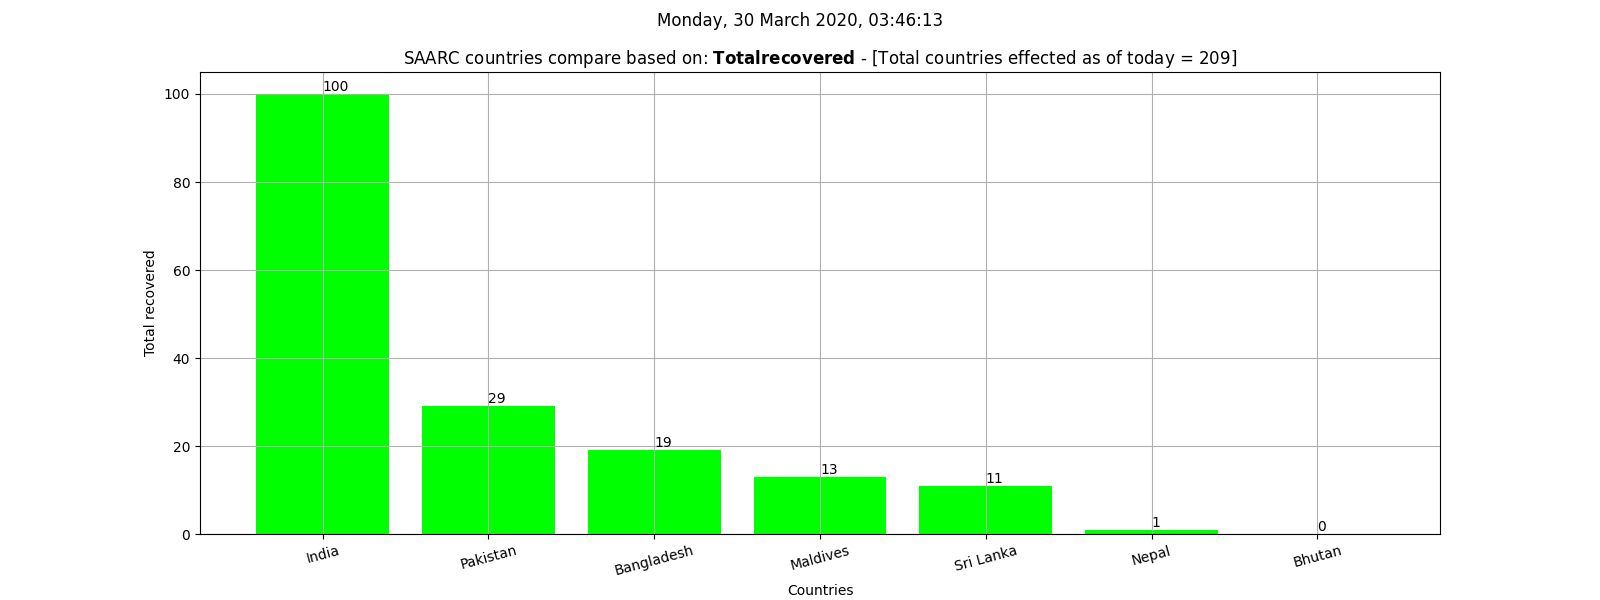 Monday, 30 March 2020, 03:46:13
SAARC countries compare based on: Totalrecovered - [Total countries effected as of today = 209]
Total recovered
100
80
60
40
20
0
100
29
19
13
11
1
0
India
Pakistan
Bangladesh
Maldives
Sri Lanka
Nepal
Bhutan
Countries